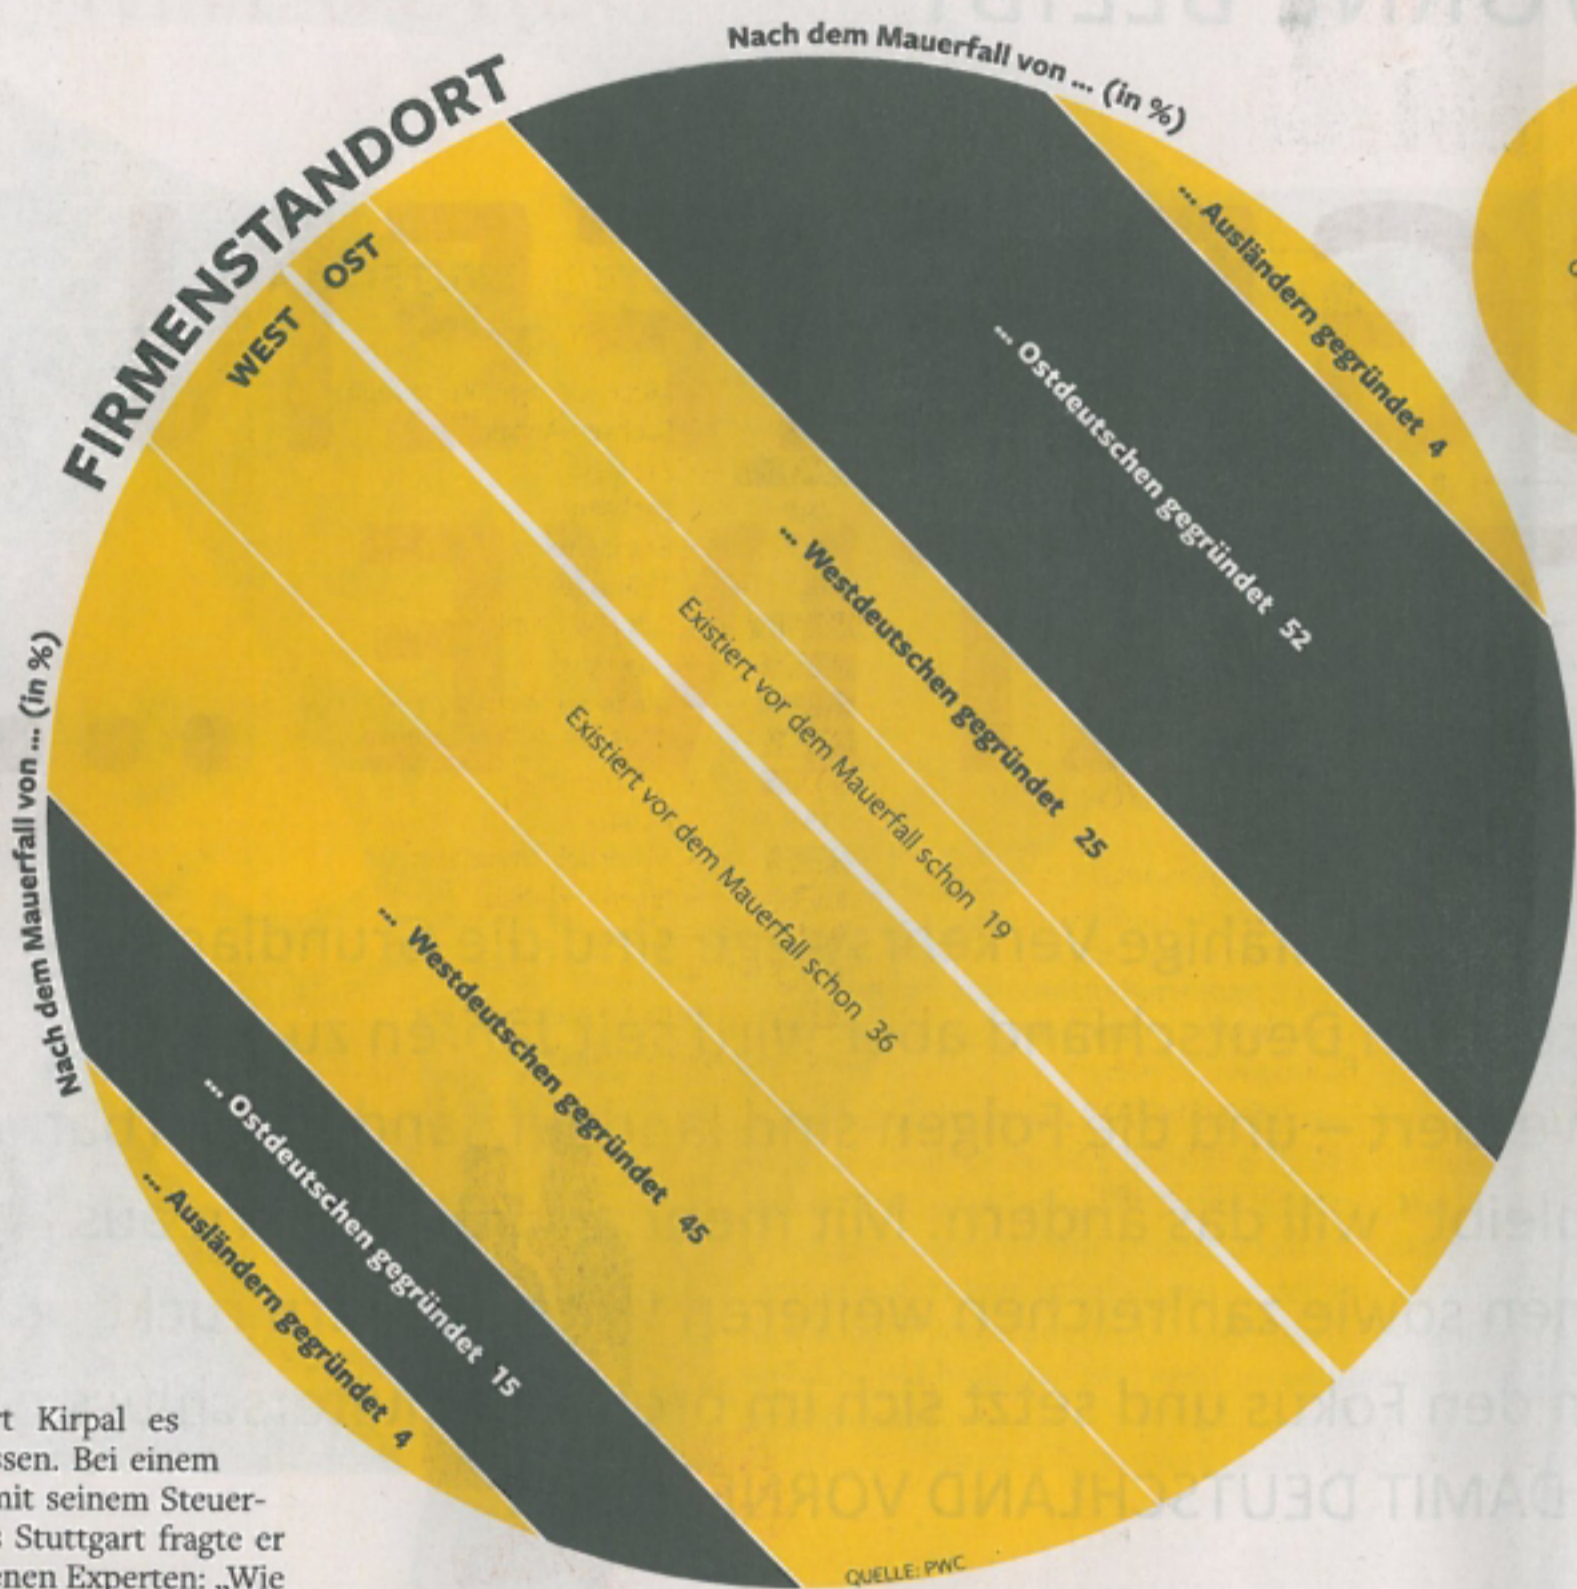 Nach dem Mauerfall von ... (in %)
FIRMENSTANDORT
OST
WEST
... Ausländern gegründet 4
... Ostdeutschen gegründet 52
... Westdeutschen gegründet 25
Existiert vor dem Mauerfall schon 19
Existiert vor dem Mauerfall schon 36
Nach dem Mauerfall von ... (in %)
... Westdeutschen gegründet 45
... Ostdeutschen gegründet 15
... Ausländern gegründet 4
QUELLE: PWC
Kirpal es
Bei einem
mit seinem Steuer-
Stuttgart fragte er
Experten: „Wie